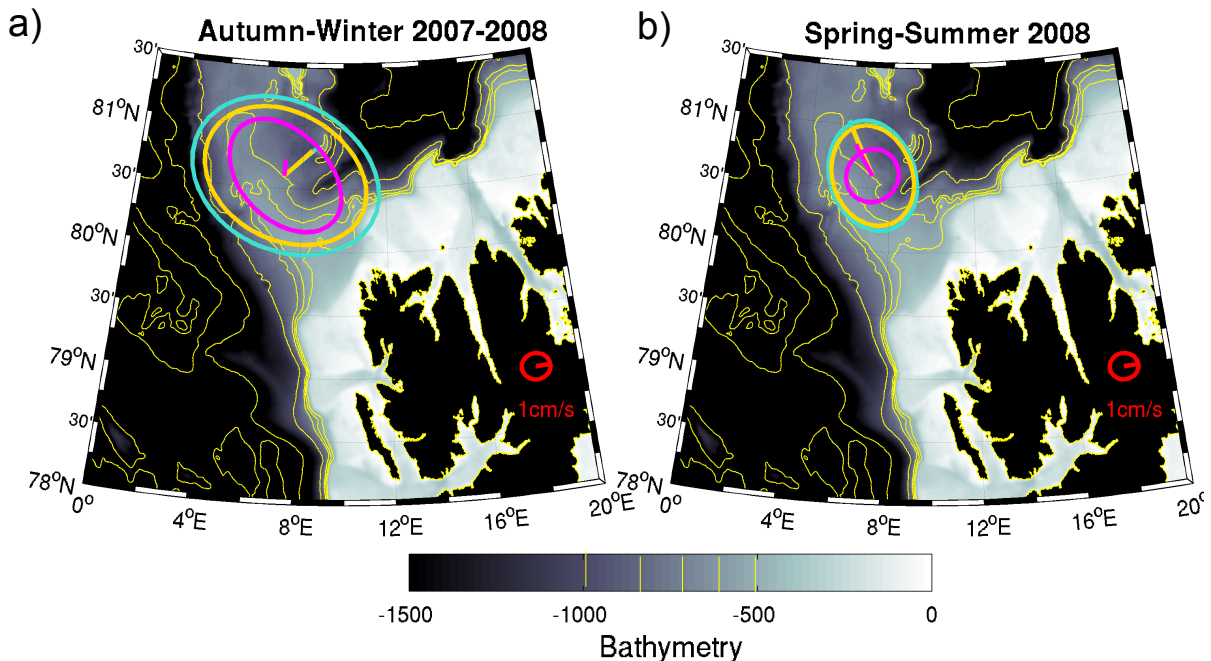 a)
Autumn-Winter 2007-2008
30'
81°N
30'
80°N
30'
79°N
30'
78°N
0°
4°E
8°E
12°E
16°E
20°E
1cm/s
b)
Spring-Summer 2008
30'
81°N
30'
80°N
30'
79°N
30'
78°N
0°
4°E
8°E
12°E
16°E
20°
1cm/s
-1500
-1000
-500
0
Bathymetry